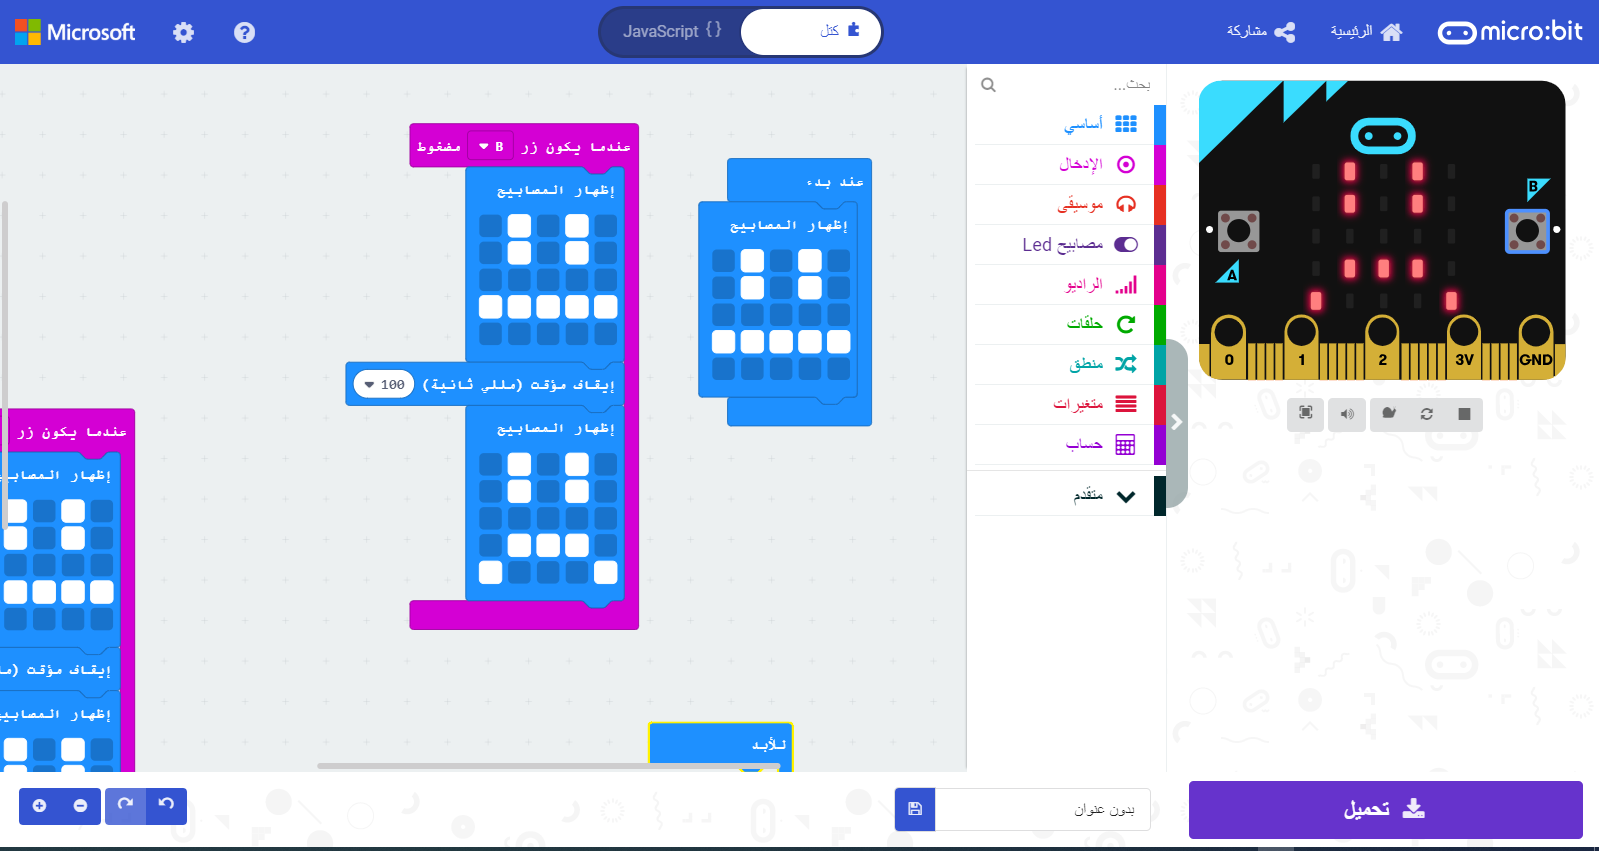 micro:bit
الرئيسية
مشاركة
كتل
JavaScript {}
Microsoft
بحث...
أساسي
الإدخال
موسيقى
مصابيح Led
الراديو
حلقات
منطق
متغيرات
حساب
متقدم
B
A
0 1 2 3V GND
عند بدء
إظهار المصابيح
عندما يكون زر B مضغوط
إظهار المصابيح
إيقاف مؤقت (مللي ثانية) 100
إظهار المصابيح
عندما يكون زر
إظهار المصابيح
إيقاف مؤقت
إظهار المصابيح
للأبد
تحميل
بدون عنوان